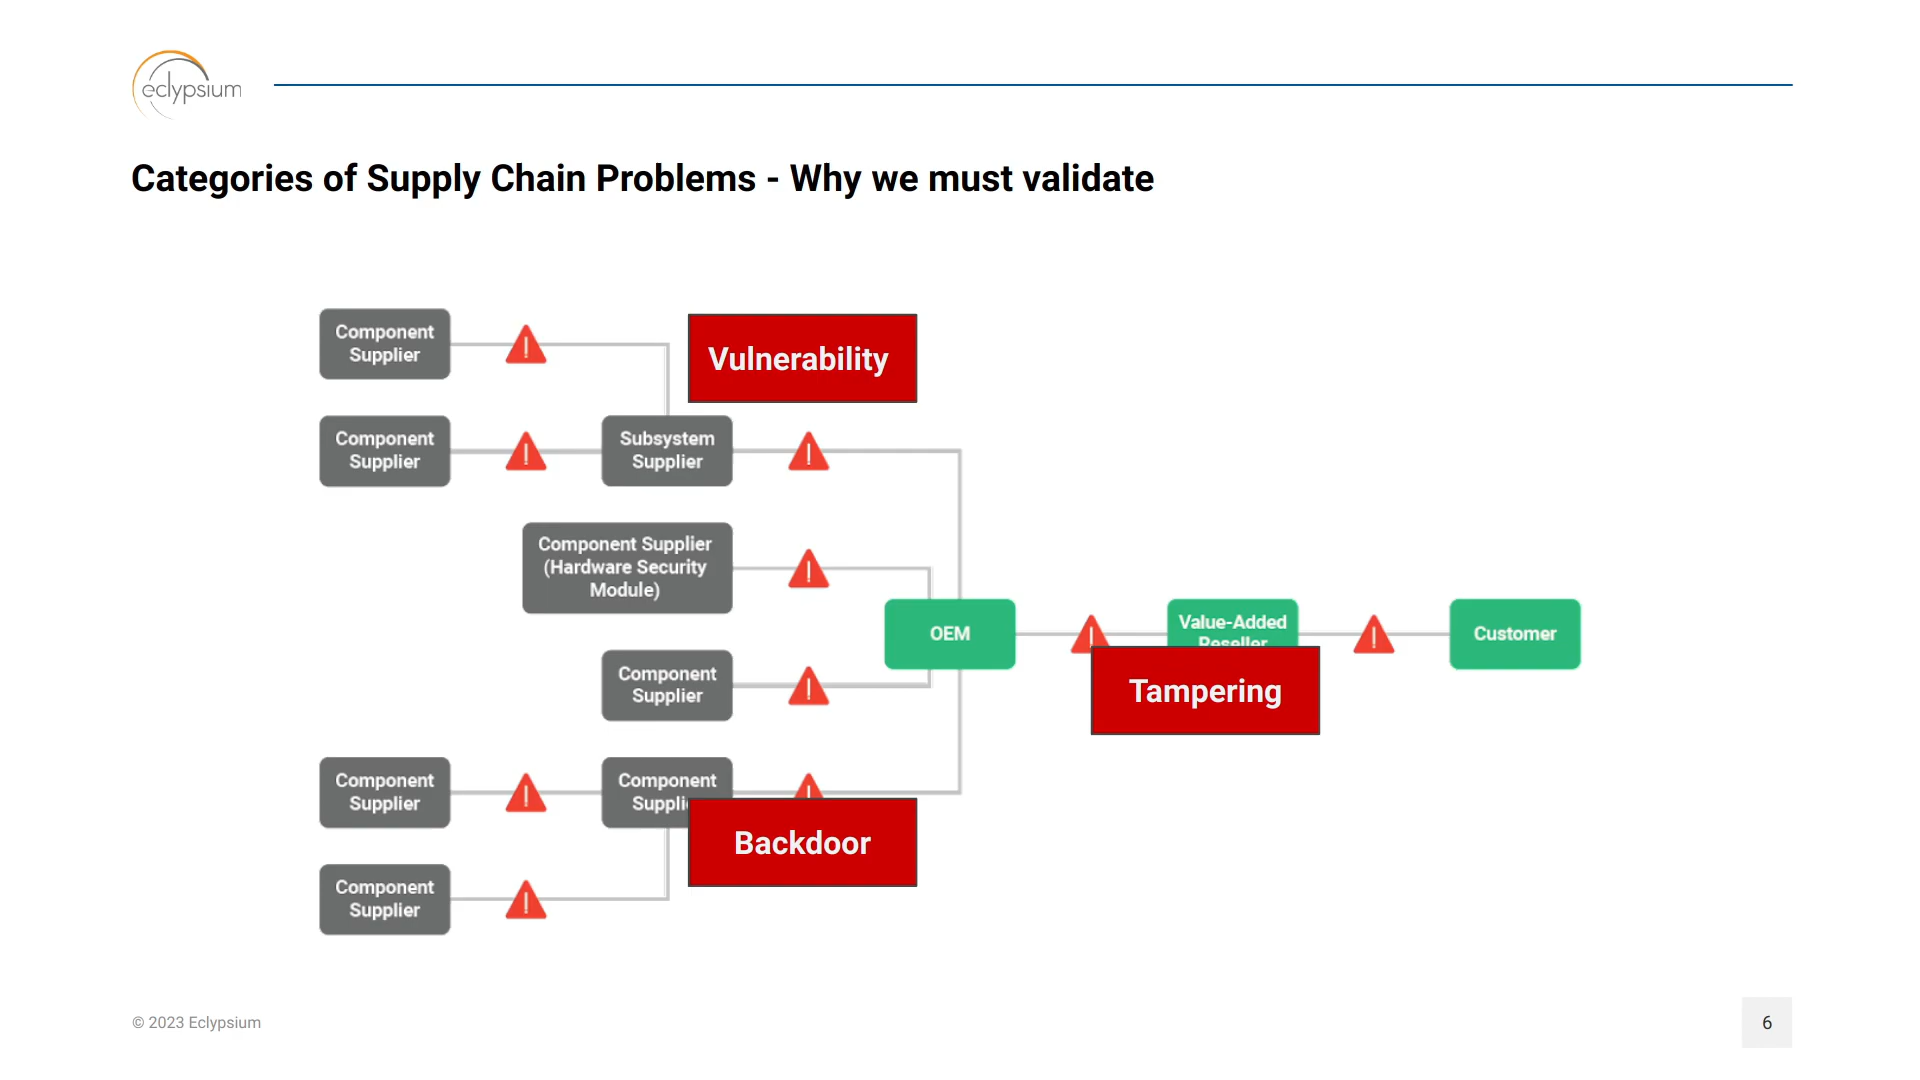 eclypsium
Categories of Supply Chain Problems - Why we must validate
Component
Supplier
Vulnerability
Component
Supplier
Subsystem
Supplier
Component Supplier
(Hardware Security
Module)
OEM
Value-Added
Reseller
Customer
Component
Supplier
Tampering
Component
Supplier
Component
Backdoor
Component
Supplier
© 2023 Eclypsium
6